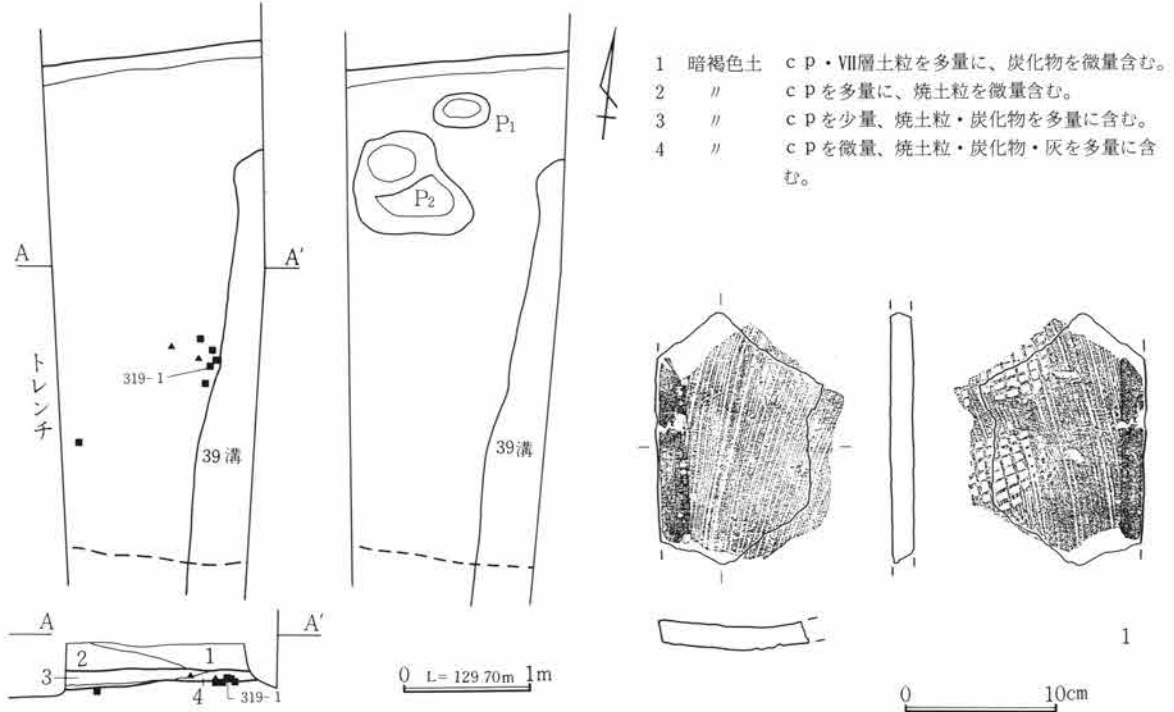 1 暗褐色土 cp・Ⅶ層土粒を多量に、炭化物を微量含む。
2 〃 cpを多量に、焼土粒を微量含む。
3 〃 cpを少量、焼土粒・炭化物を多量に含む。
4 〃 cpを微量、焼土粒・炭化物・灰を多量に含
む。
P1
P2
A A'
トレンチ
319-1
39溝
39溝
A A'
2 1
3
4 319-1
0 L=129.70m 1m
1
0 10cm